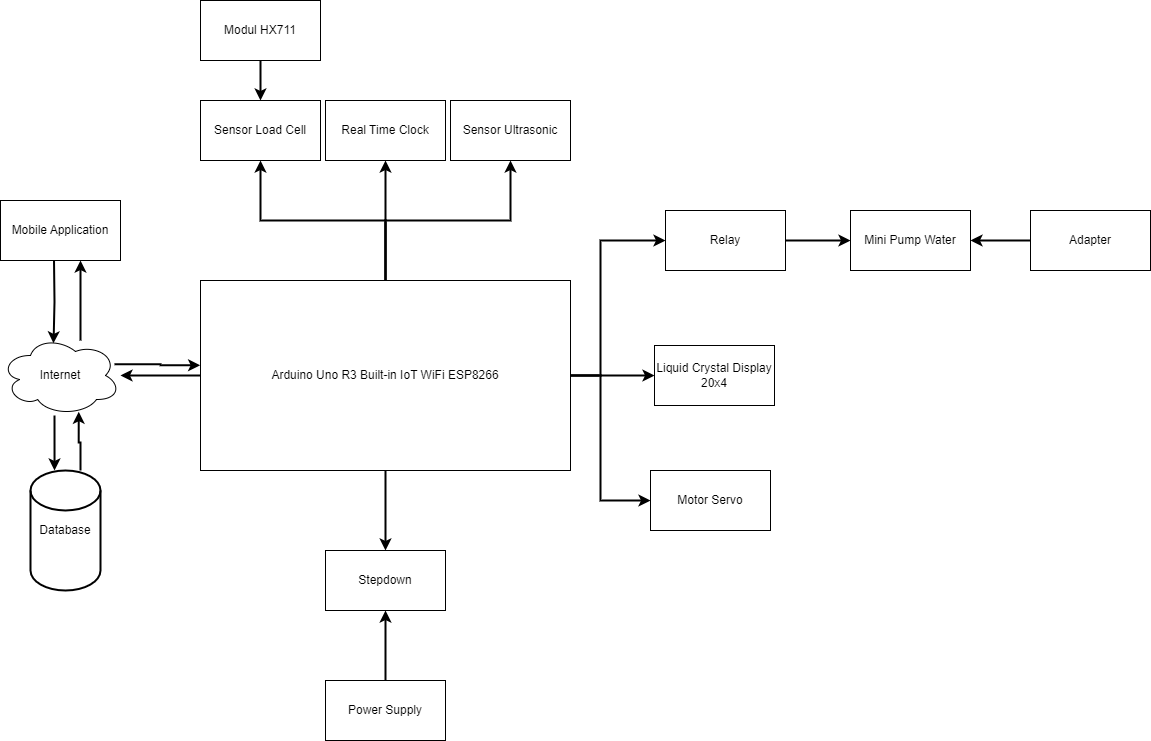 Modul HX711
Sensor Load Cell
Real Time Clock
Sensor Ultrasonic
Mobile Application
Relay
Mini Pump Water
Adapter
Internet
Arduino Uno R3 Built-in IoT WiFi ESP8266
Liquid Crystal Display
20x4
Motor Servo
Database
Stepdown
Power Supply